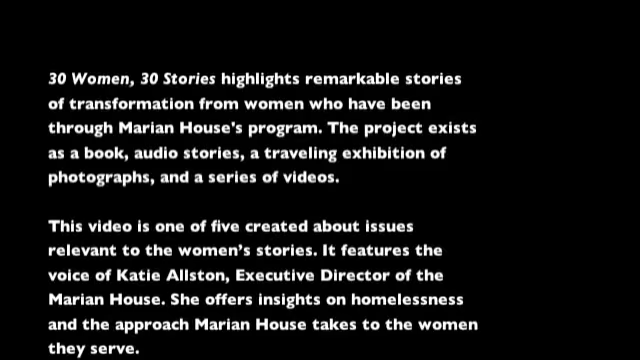 30 Women, 30 Stories highlights remarkable stories
of transformation from women who have been
through Marian House's program. The project exists
as a book, audio stories, a traveling exhibition of
photographs, and a series of videos.
This video is one of five created about issues
relevant to the women’s stories. It features the
voice of Katie Allston, Executive Director of the
Marian House. She offers insights on homelessness
and the approach Marian House takes to the women
they serve.